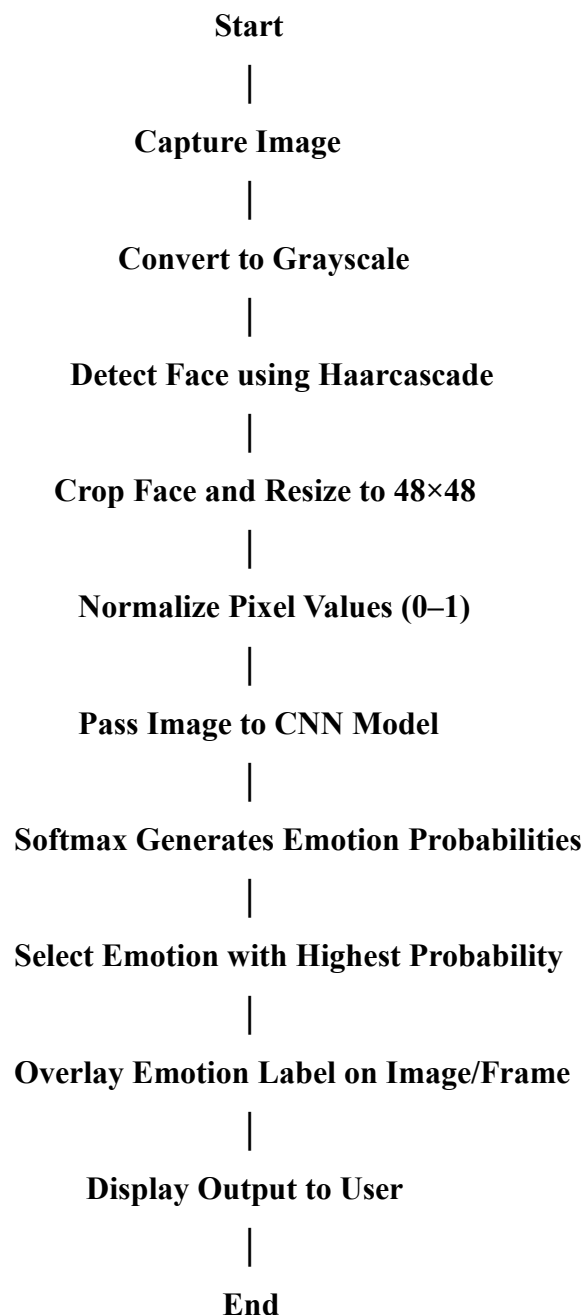 Start
Capture Image
Convert to Grayscale
Detect Face using Haarcascade
Crop Face and Resize to 48×48
Normalize Pixel Values (0–1)
Pass Image to CNN Model
Softmax Generates Emotion Probabilities
Select Emotion with Highest Probability
Overlay Emotion Label on Image/Frame
Display Output to User
End